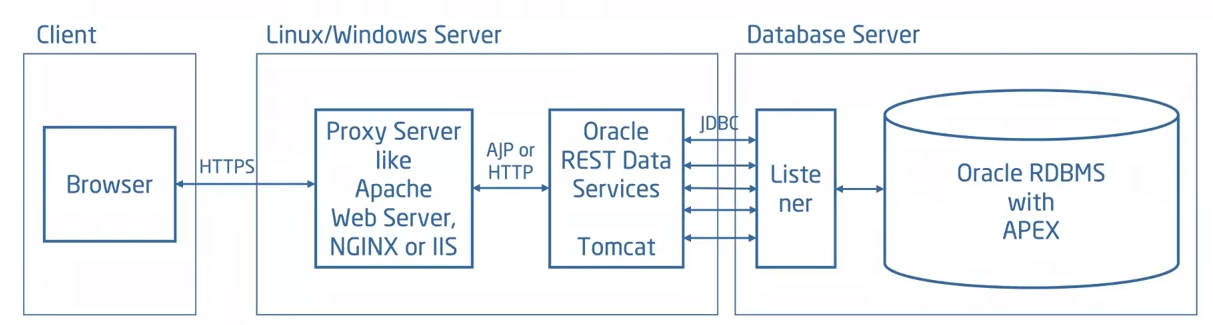 Client
Linux/Windows Server
Database Server
Browser
HTTPS
Proxy Server
like
Apache
Web Server,
NGINX or IIS
AJP or
HTTP
Oracle
REST Data
Services
Tomcat
JDBC
Liste
ner
Oracle RDBMS
with
APEX